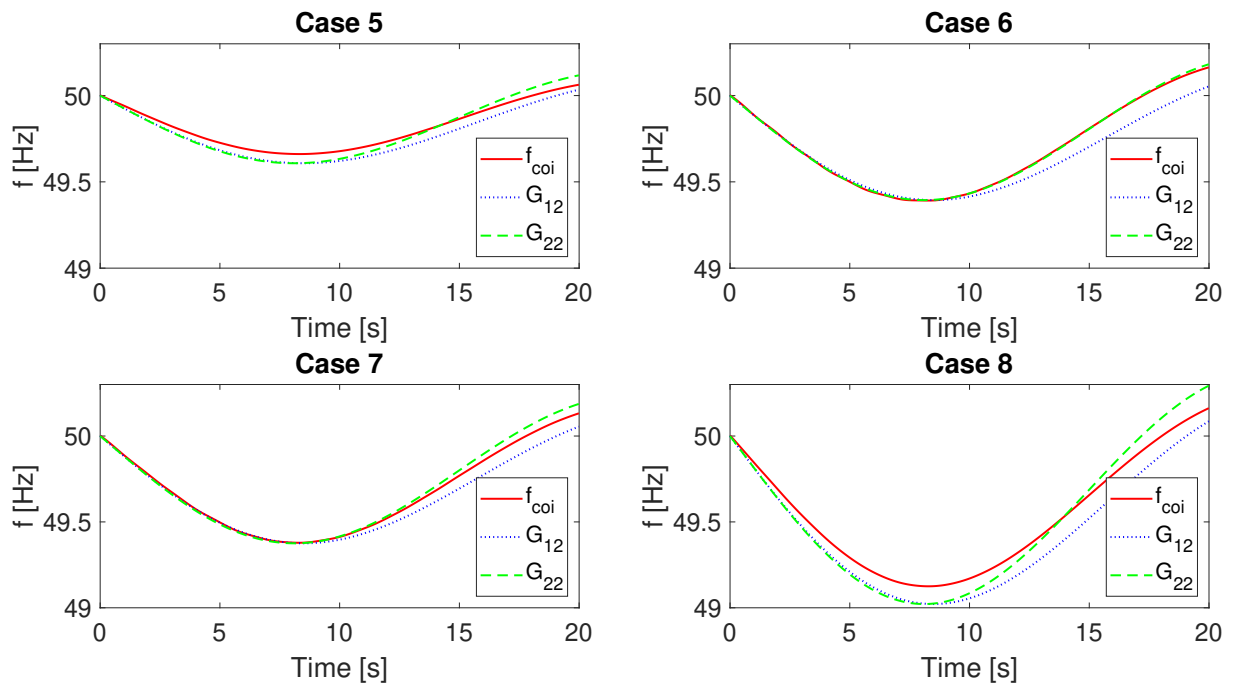 Case 5
f [Hz]
50
49.5
49
0 5 10 15 20
Time [s]
f_coi
G_12
G_22
Case 6
f [Hz]
50
49.5
49
0 5 10 15 20
Time [s]
f_coi
G_12
G_22
Case 7
f [Hz]
50
49.5
49
0 5 10 15 20
Time [s]
f_coi
G_12
G_22
Case 8
f [Hz]
50
49.5
49
0 5 10 15 20
Time [s]
f_coi
G_12
G_22